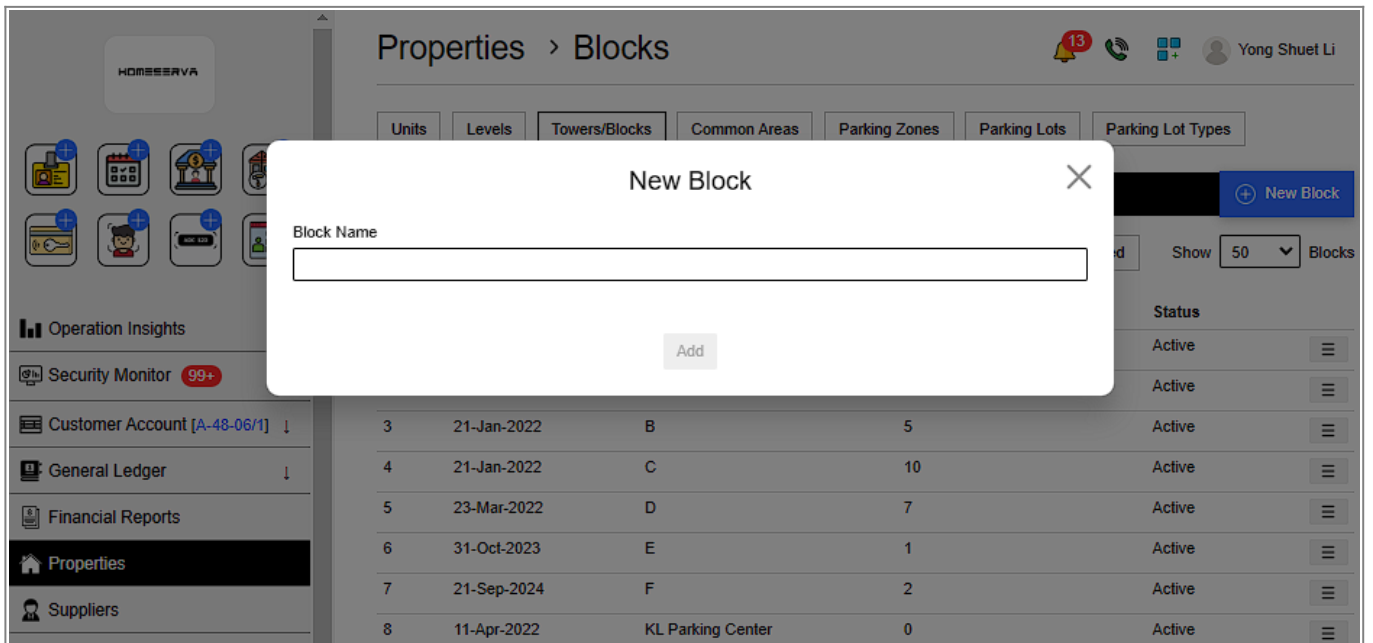 HOMESERVA
Properties > Blocks
13
Yong Shuet Li
Units Levels Towers/Blocks Common Areas Parking Zones Parking Lots Parking Lot Types
New Block
New Block
Block Name
Show 50 Blocks
Add
Status
Active
Active
Operation Insights
Security Monitor 99+
Customer Account [A-48-06/1] ↓
General Ledger ↓
Financial Reports
Properties
Suppliers
3 21-Jan-2022 B 5 Active
4 21-Jan-2022 C 10 Active
5 23-Mar-2022 D 7 Active
6 31-Oct-2023 E 1 Active
7 21-Sep-2024 F 2 Active
8 11-Apr-2022 KL Parking Center 0 Active